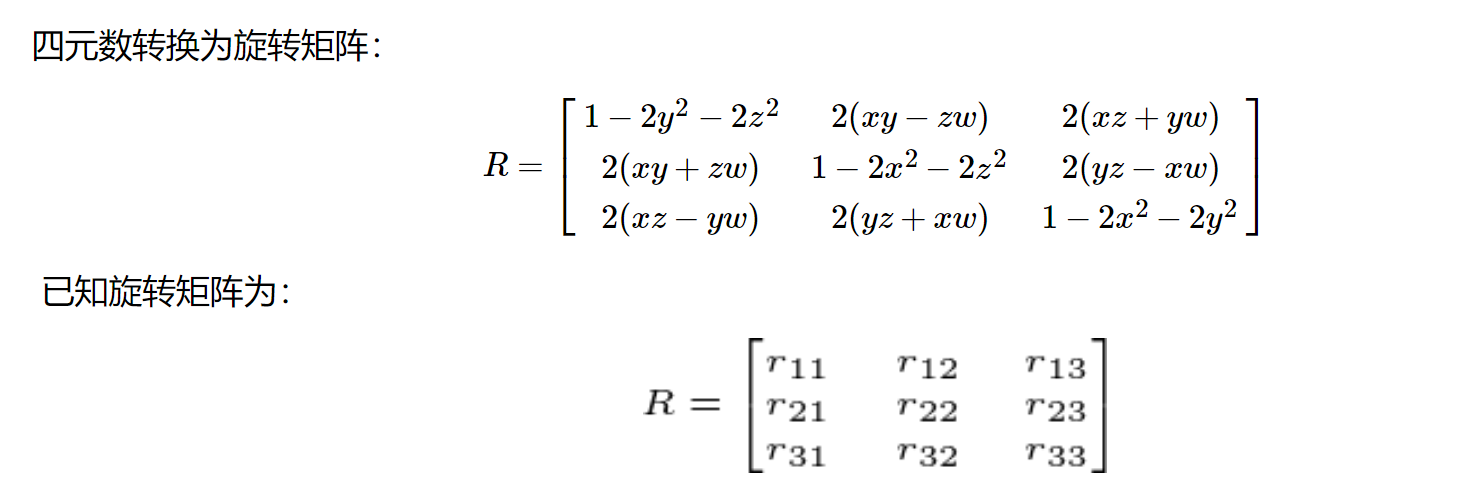 四元数转换为旋转矩阵：
R = [ 1 − 2y² − 2z² 2(xy − zw) 2(xz + yw)
2(xy + zw) 1 − 2x² − 2z² 2(yz − xw)
2(xz − yw) 2(yz + xw) 1 − 2x² − 2y² ]
已知旋转矩阵为：
R = [ r₁₁ r₁₂ r₁₃
r₂₁ r₂₂ r₂₃
r₃₁ r₃₂ r₃₃ ]